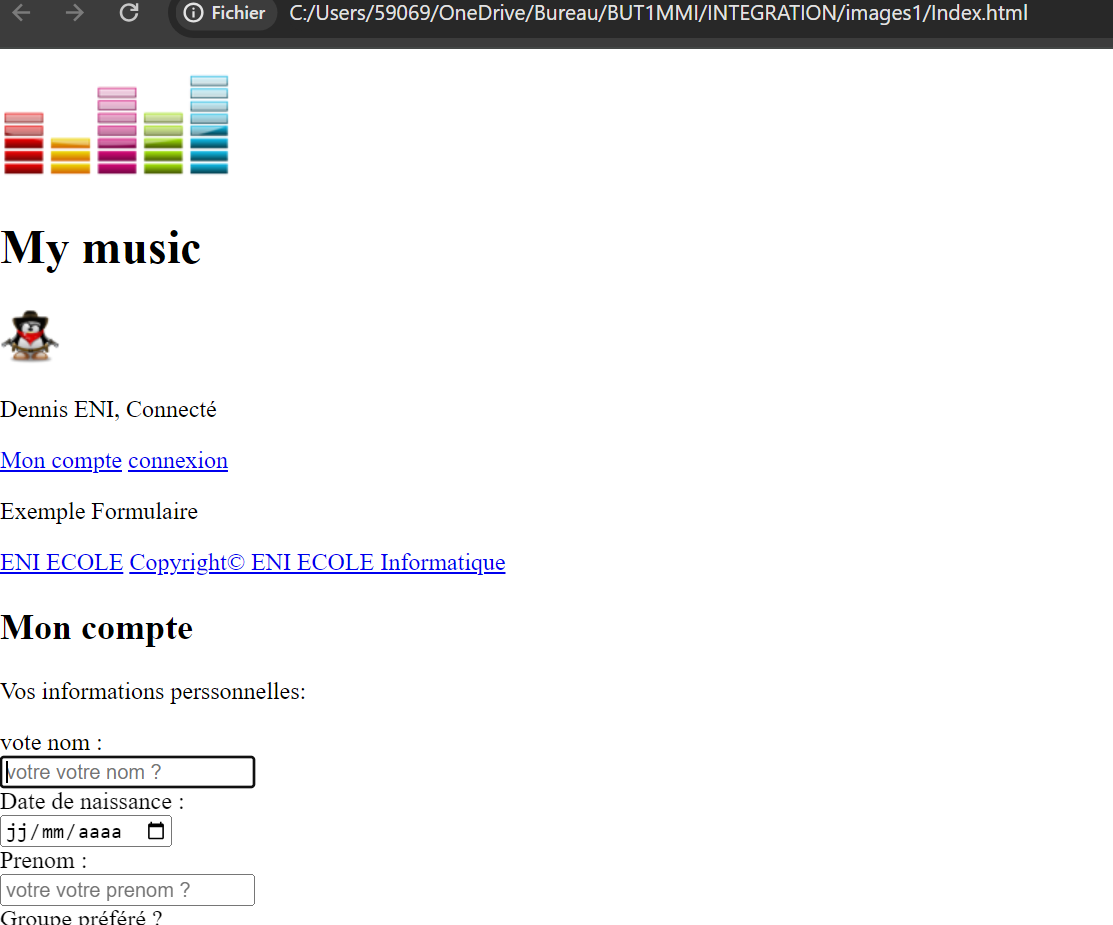 Fichier C:/Users/59069/OneDrive/Bureau/BUT1MMI/INTEGRATION/images1/Index.html
My music
Dennis ENI, Connecté
Mon compte connexion
Exemple Formulaire
ENI ECOLE Copyright© ENI ECOLE Informatique
Mon compte
Vos informations perssonnelles:
vote nom :
votre votre nom ?
Date de naissance :
jj/mm/aaaa
Prenom :
votre votre prenom ?
Groupe préféré ?